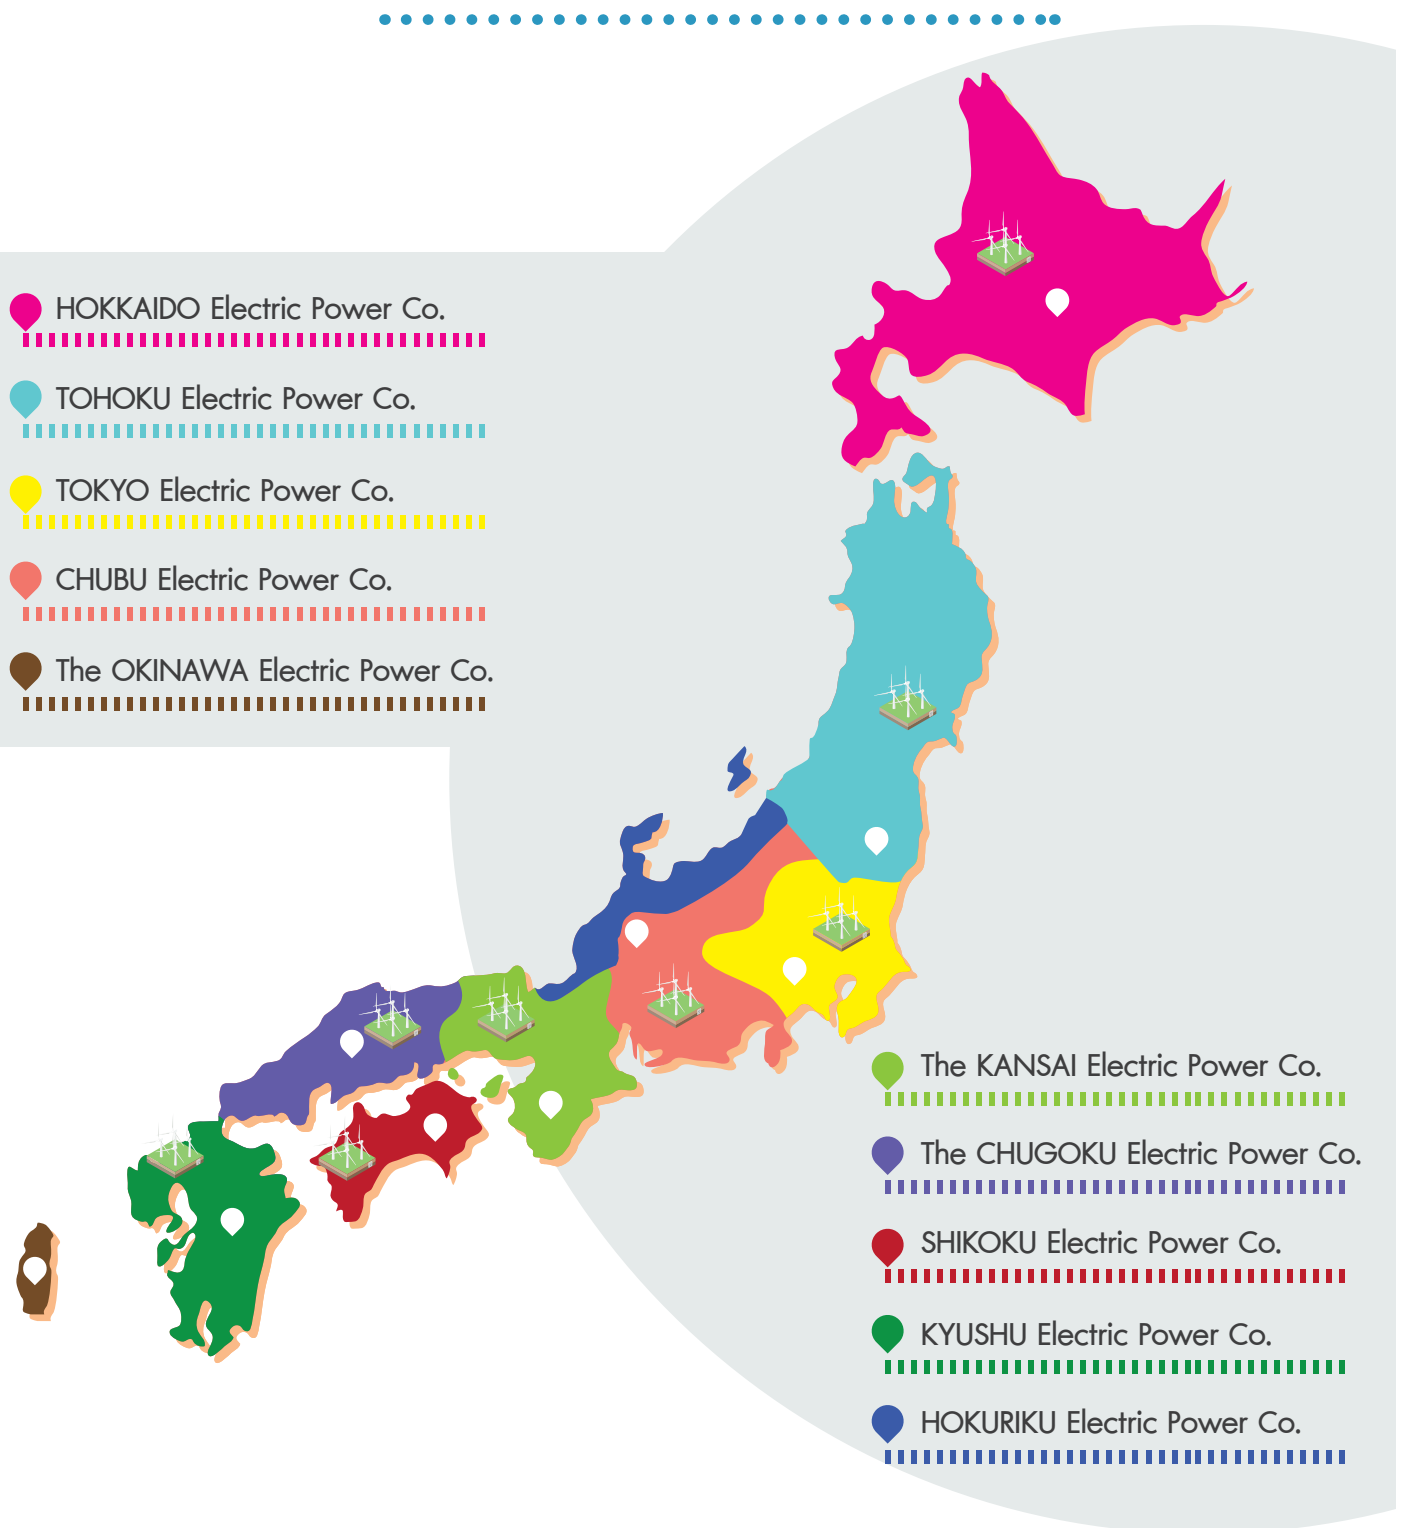 HOKKAIDO Electric Power Co.
TOHOKU Electric Power Co.
TOKYO Electric Power Co.
CHUBU Electric Power Co.
The OKINAWA Electric Power Co.
The KANSAI Electric Power Co.
The CHUGOKU Electric Power Co.
SHIKOKU Electric Power Co.
KYUSHU Electric Power Co.
HOKURIKU Electric Power Co.